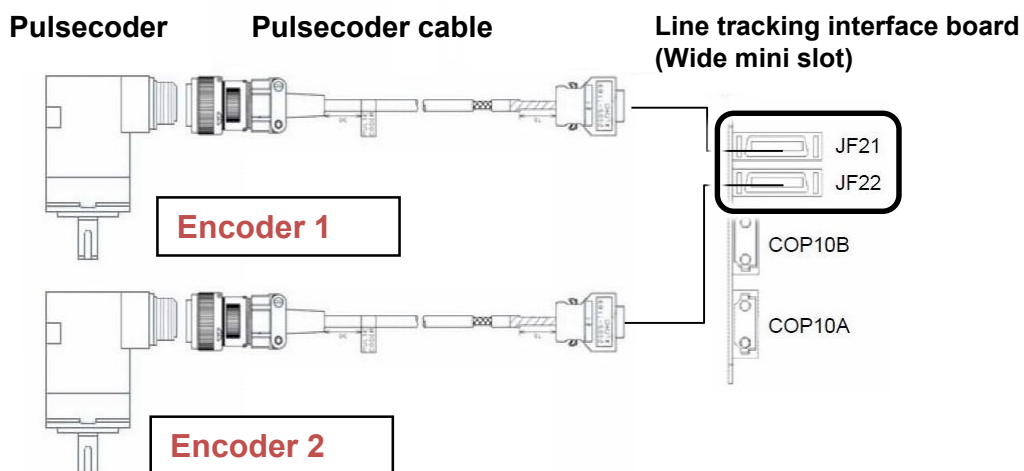 Pulsecoder
Pulsecoder cable
Line tracking interface board
(Wide mini slot)
JF21
JF22
Encoder 1
COP10B
COP10A
Encoder 2